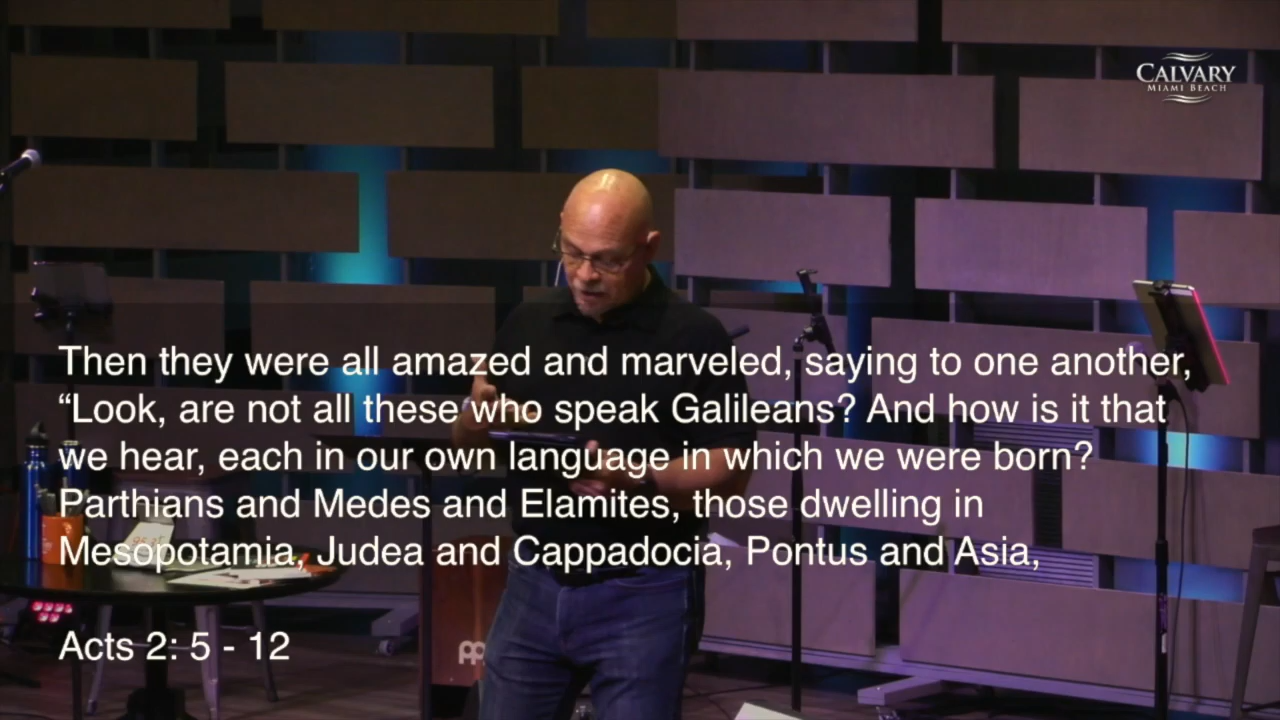 CALVARY
MIAMI BEACH
Then they were all amazed and marveled, saying to one another,
“Look, are not all these who speak Galileans? And how is it that
we hear, each in our own language in which we were born?
Parthians and Medes and Elamites, those dwelling in
Mesopotamia, Judea and Cappadocia, Pontus and Asia,
Acts 2: 5 - 12